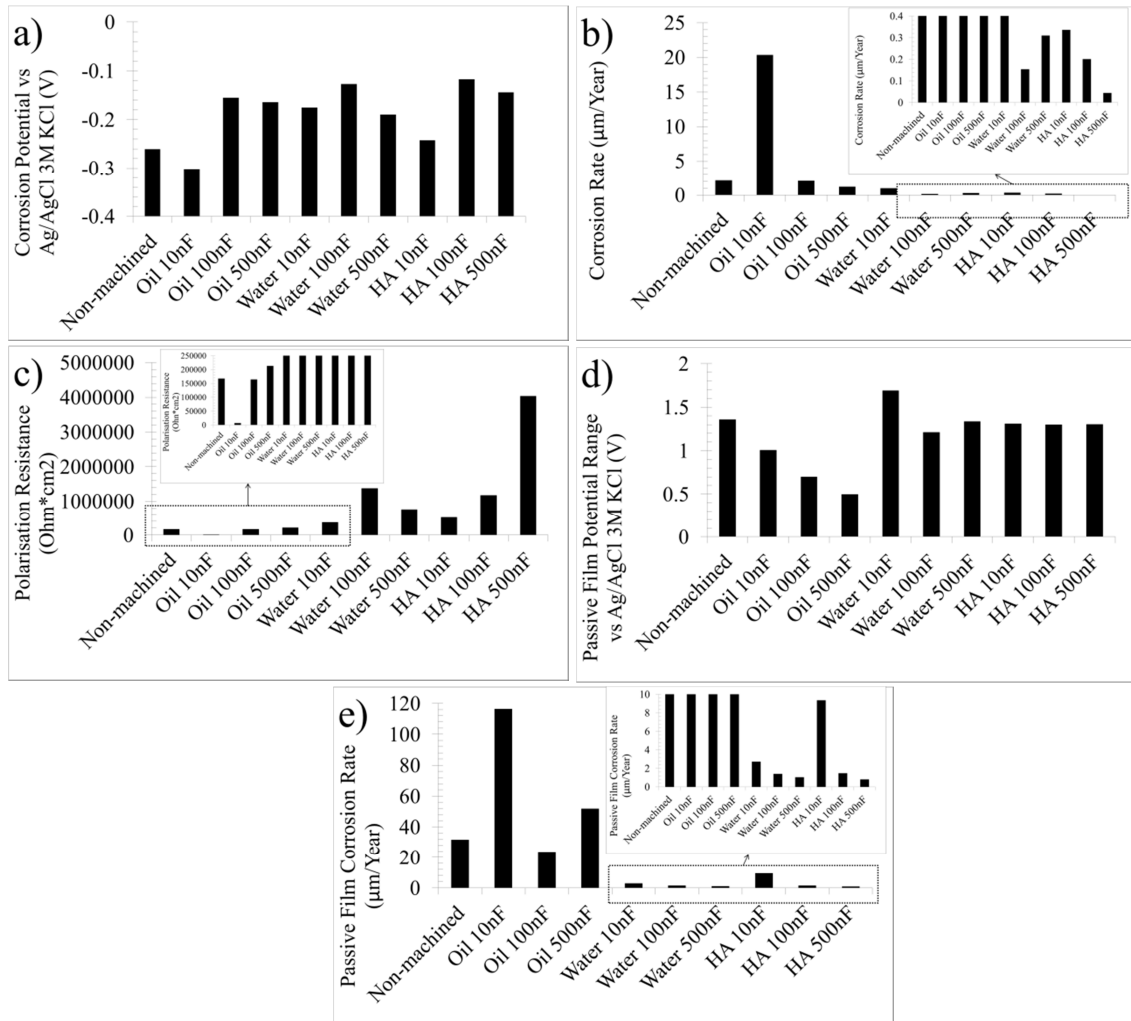 a)
Corrosion Potential vs
Ag/AgCl 3M KCl (V)
0
-0.1
-0.2
-0.3
-0.4
Non-machined
Oil 10nF
Oil 100nF
Oil 500nF
Water 10nF
Water 100nF
Water 500nF
HA 10nF
HA 100nF
HA 500nF
b)
Corrosion Rate (μm/Year)
25
20
15
10
5
0
Non-machined
Oil 10nF
Oil 100nF
Oil 500nF
Water 10nF
Water 100nF
Water 500nF
HA 10nF
HA 100nF
HA 500nF
Corrosion Rate (μm/Year)
0.4
0.3
0.2
0.1
0
Non-machined
Oil 10nF
Oil 100nF
Oil 500nF
Water 10nF
Water 100nF
Water 500nF
HA 10nF
HA 100nF
HA 500nF
c)
Polarisation Resistance
(Ohm*cm2)
5000000
4000000
3000000
2000000
1000000
0
Non-machined
Oil 10nF
Oil 100nF
Oil 500nF
Water 10nF
Water 100nF
Water 500nF
HA 10nF
HA 100nF
HA 500nF
Polarisation Resistance
(Ohm*cm2)
250000
200000
150000
100000
50000
0
Non-machined
Oil 10nF
Oil 100nF
Oil 500nF
Water 10nF
Water 100nF
Water 500nF
HA 10nF
HA 100nF
HA 500nF
d)
Passive Film Potential Range
vs Ag/AgCl 3M KCl (V)
2
1.5
1
0.5
0
Non-machined
Oil 10nF
Oil 100nF
Oil 500nF
Water 10nF
Water 100nF
Water 500nF
HA 10nF
HA 100nF
HA 500nF
e)
Passive Film Corrosion Rate
(μm/Year)
120
100
80
60
40
20
0
Non-machined
Oil 10nF
Oil 100nF
Oil 500nF
Water 10nF
Water 100nF
Water 500nF
HA 10nF
HA 100nF
HA 500nF
Passive Film Corrosion Rate
(μm/Year)
10
8
6
4
2
0
Non-machined
Oil 10nF
Oil 100nF
Oil 500nF
Water 10nF
Water 100nF
Water 500nF
HA 10nF
HA 100nF
HA 500nF